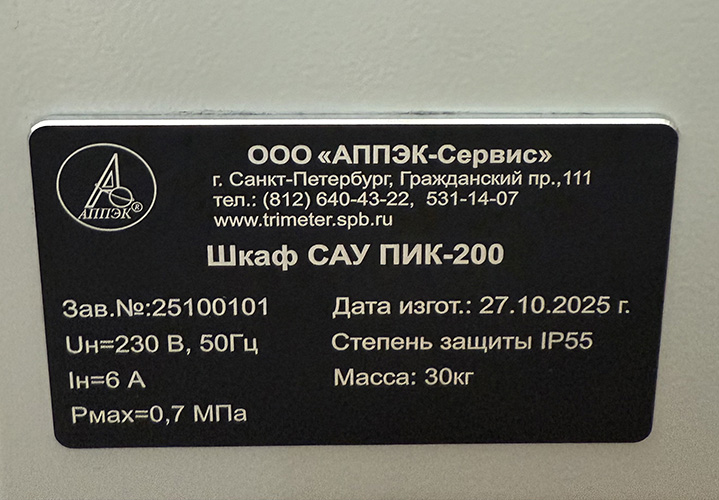 АППЭК®
ООО «АППЭК-Сервис»
г. Санкт-Петербург, Гражданский пр.,111
тел.: (812) 640-43-22, 531-14-07
www.trimeter.spb.ru
Шкаф САУ ПИК-200
Зав.№:25100101 Дата изгот.: 27.10.2025 г.
Uн=230 В, 50Гц Степень защиты IP55
Iн=6 А Масса: 30кг
Рмах=0,7 МПа